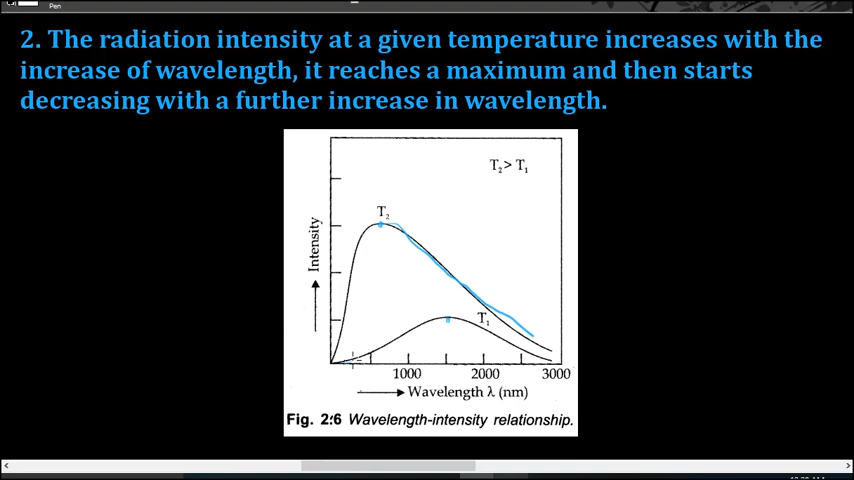 Pen
2. The radiation intensity at a given temperature increases with the
increase of wavelength, it reaches a maximum and then starts
decreasing with a further increase in wavelength.
T₂ > T₁
T₂
Intensity
T₁
1000 2000 3000
Wavelength λ (nm)
Fig. 2:6 Wavelength-intensity relationship.